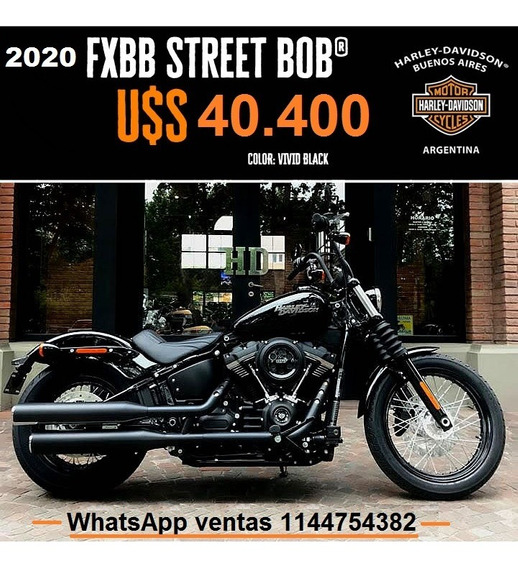 2020 FXBB STREET BOB®
U$S 40.400
COLOR: VIVID BLACK
HARLEY-DAVIDSON®
BUENOS AIRES
MOTOR
HARLEY-DAVIDSON
CYCLES
ARGENTINA
HORARIO
HD
HARLEY-DAVIDSON
WhatsApp ventas 1144754382